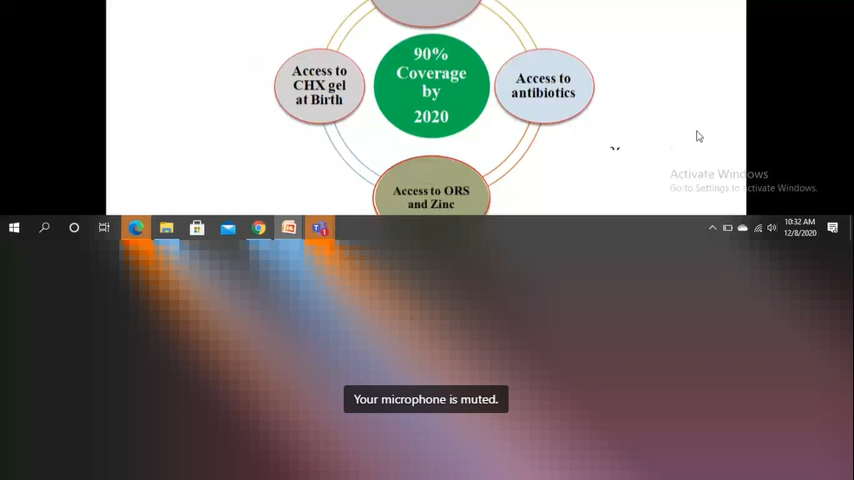 90%
Coverage
by
2020
Access to
CHX gel
at Birth
Access to
antibiotics
Access to ORS
and Zinc
Activate Windows
Go to Settings to activate Windows.
10:32 AM
12/8/2020
Your microphone is muted.